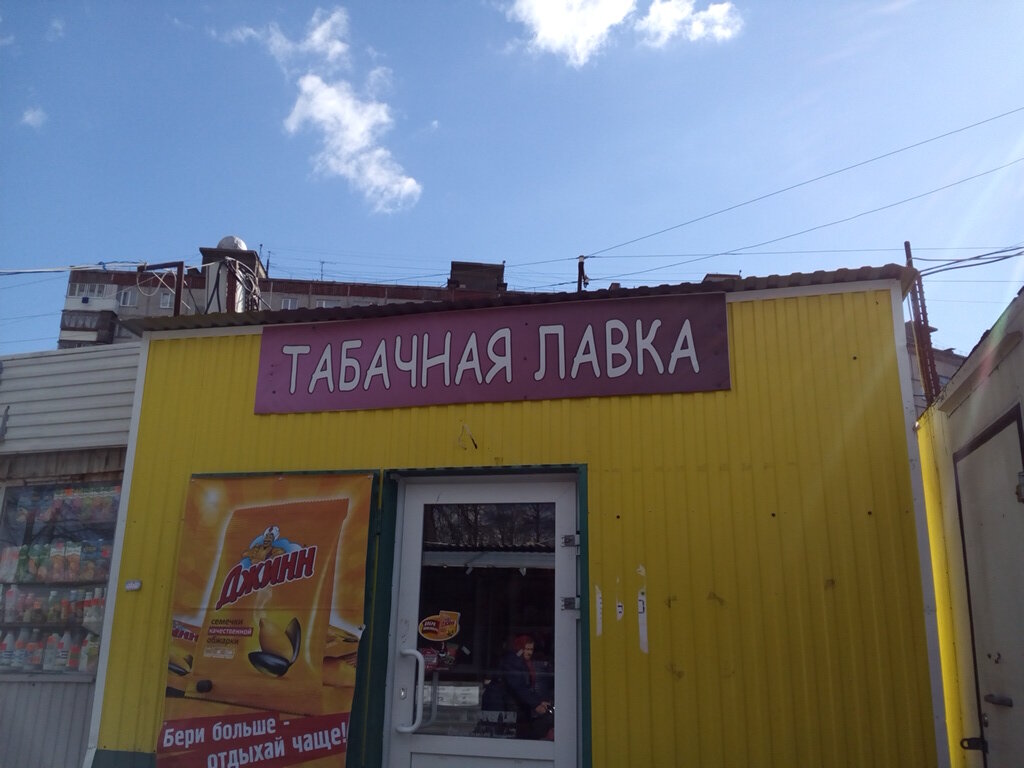 ТАБАЧНАЯ ЛАВКА
ДЖИНН
семечки
качественной
обжарки
Бери больше -
отдыхай чаще!